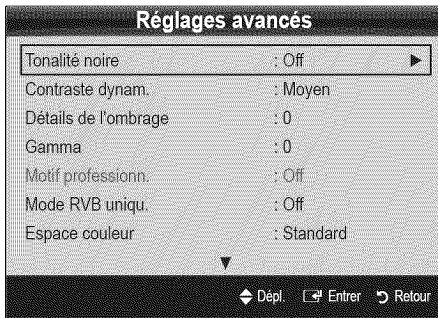 Réglages avancés
Tonalité noire : Off
Contraste dynam. : Moyen
Détails de l'ombrage : 0
Gamma : 0
Motif professionn. : Off
Mode RVB uniqu. : Off
Espace couleur : Standard
Dépl. Entrer Retour